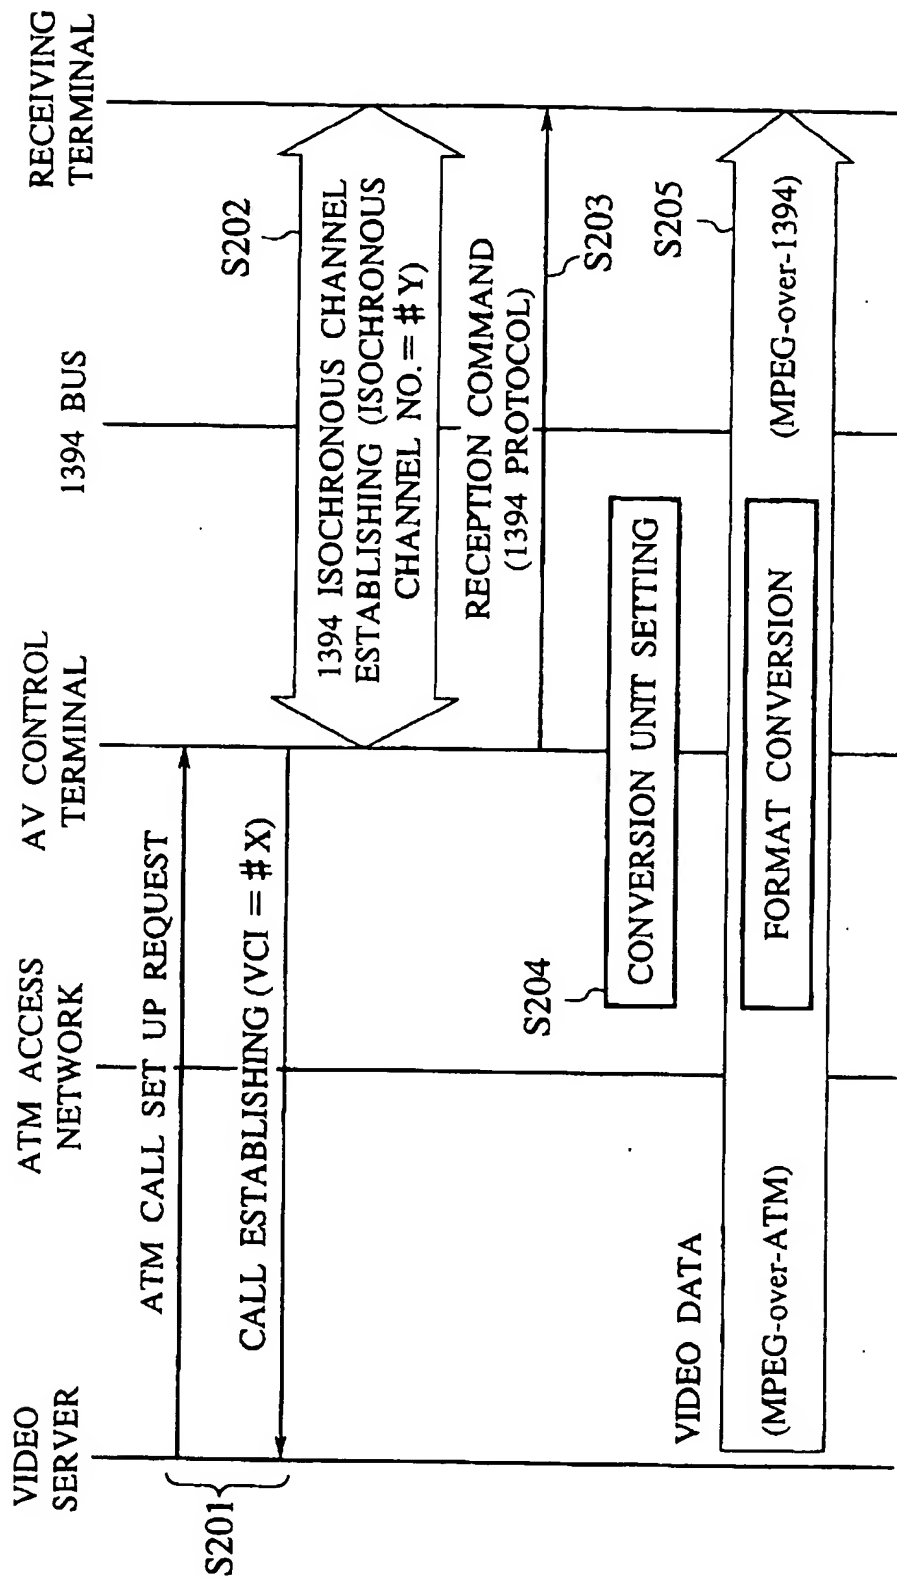 VIDEO
SERVER
ATM ACCESS
NETWORK
AV CONTROL
TERMINAL
1394 BUS
RECEIVING
TERMINAL
S201
ATM CALL SET UP REQUEST
CALL ESTABLISHING (VCI = #X)
S202
1394 ISOCHRONOUS CHANNEL
ESTABLISHING (ISOCHRONOUS
CHANNEL NO. = #Y)
RECEPTION COMMAND
(1394 PROTOCOL)
S203
S204
CONVERSION UNIT SETTING
VIDEO DATA
S205
(MPEG-over-ATM)
FORMAT CONVERSION
(MPEG-over-1394)